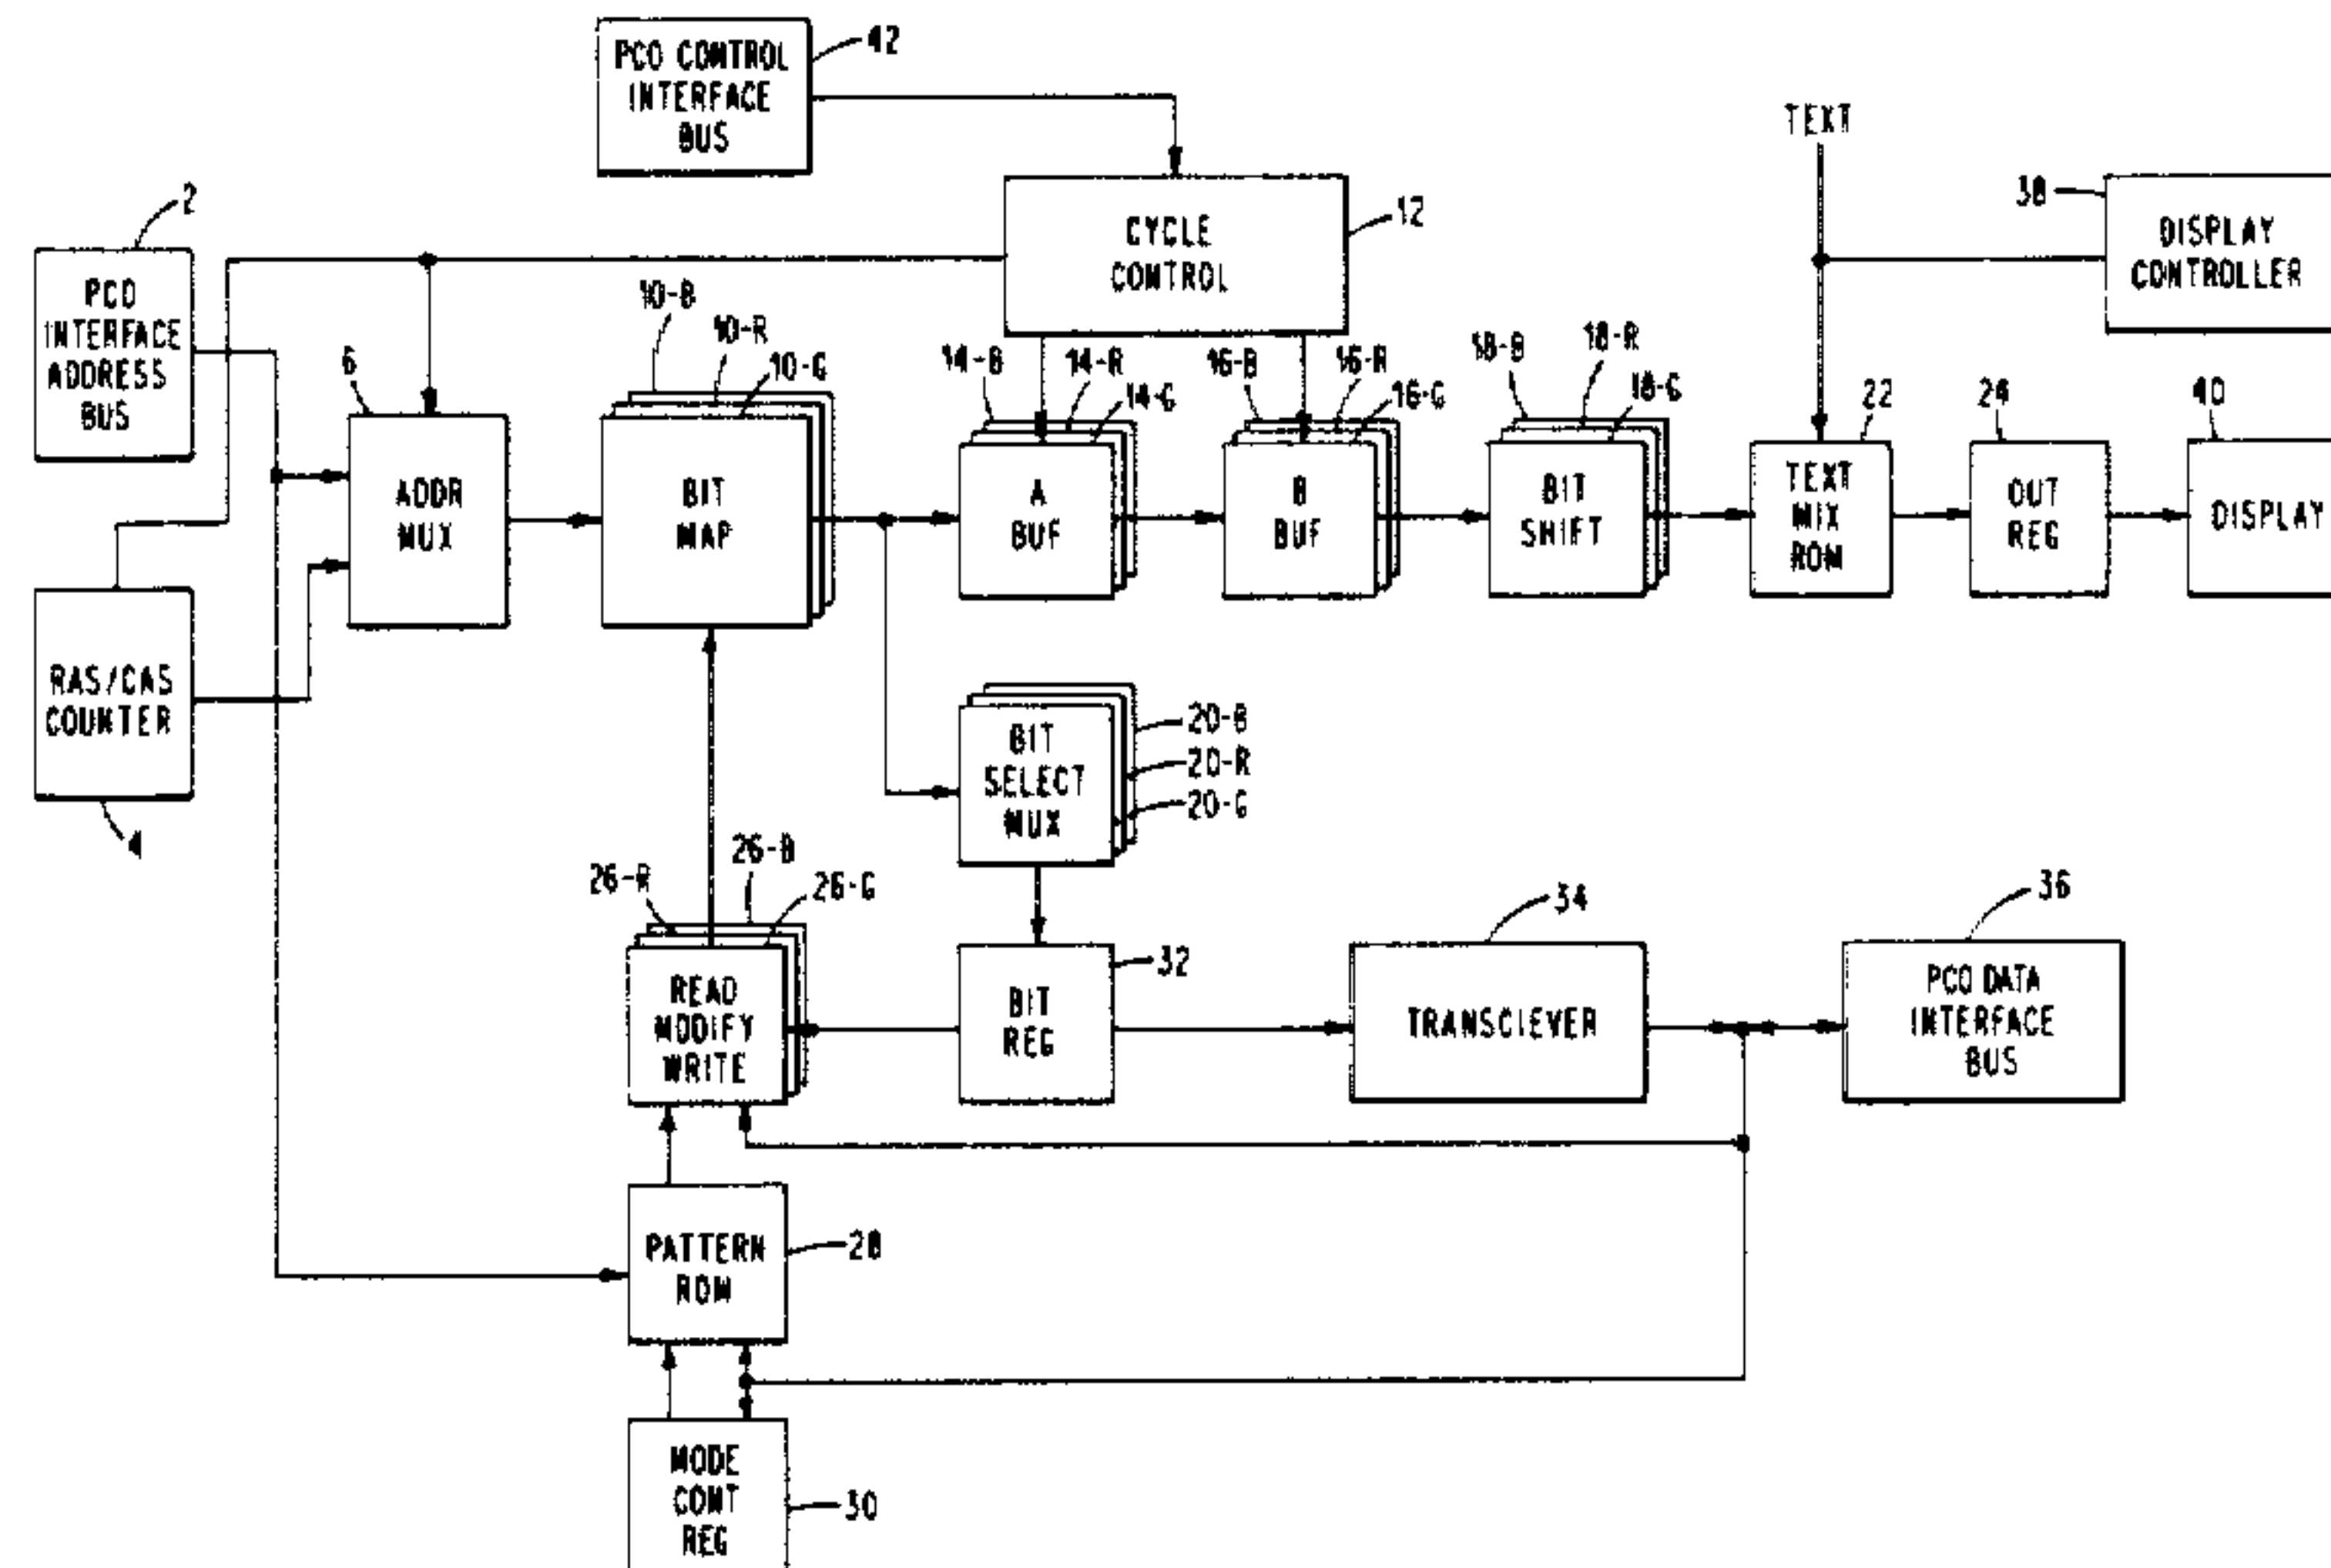 PCO CONTROL
INTERFACE
BUS
42
TEXT
2
PCO
INTERFACE
ADDRESS
BUS
CYCLE
CONTROL
12
38
DISPLAY
CONTROLLER
10-B
10-R
10-G
6
ADDR
MUX
BIT
MAP
14-B
14-R
14-G
A
BUF
16-B
16-R
16-G
B
BUF
18-B
18-R
18-G
BIT
SHIFT
22
TEXT
MIX
ROM
24
OUT
REG
40
DISPLAY
RAS/CAS
COUNTER
4
BIT
SELECT
MUX
20-B
20-R
20-G
26-R
26-B
26-G
READ
MODIFY
WRITE
BIT
REG
32
34
TRANSCIEVER
36
PCO DATA
INTERFACE
BUS
PATTERN
ROM
28
MODE
CONT
REG
30